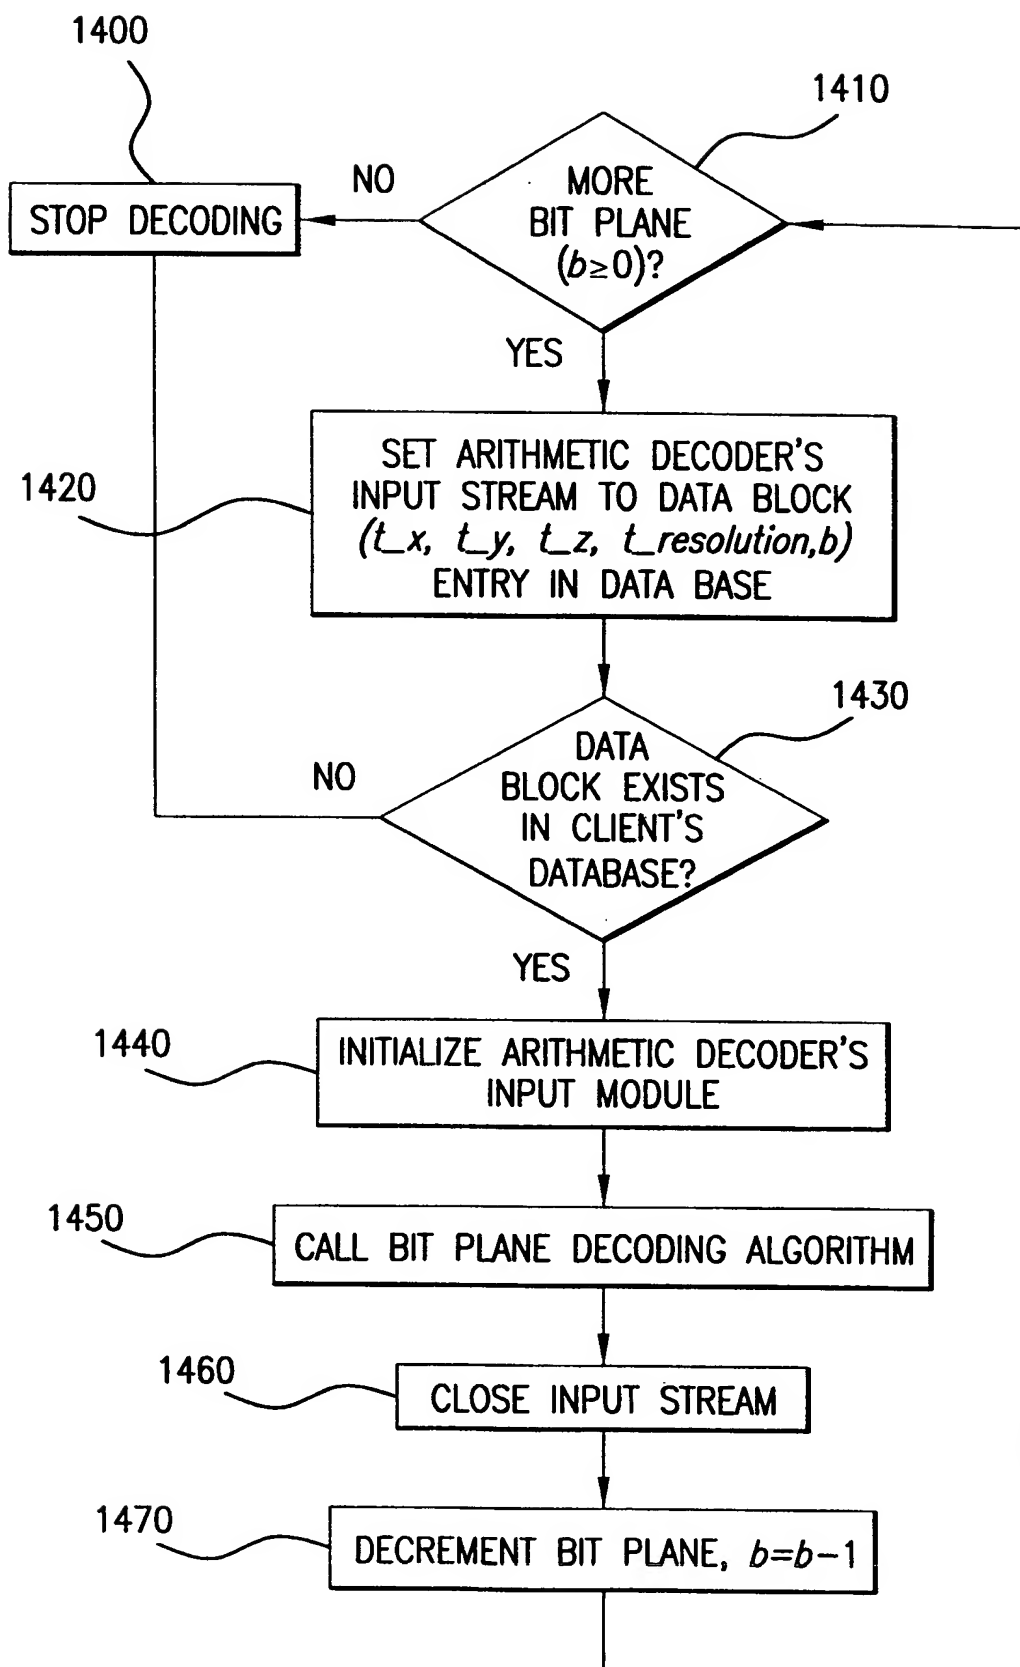 1400
1410
NO
MORE
BIT PLANE
(b≥0)?
STOP DECODING
YES
1420
SET ARITHMETIC DECODER'S
INPUT STREAM TO DATA BLOCK
(t_x, t_y, t_z, t_resolution,b)
ENTRY IN DATA BASE
1430
NO
DATA
BLOCK EXISTS
IN CLIENT'S
DATABASE?
YES
1440
INITIALIZE ARITHMETIC DECODER'S
INPUT MODULE
1450
CALL BIT PLANE DECODING ALGORITHM
1460
CLOSE INPUT STREAM
1470
DECREMENT BIT PLANE, b=b-1